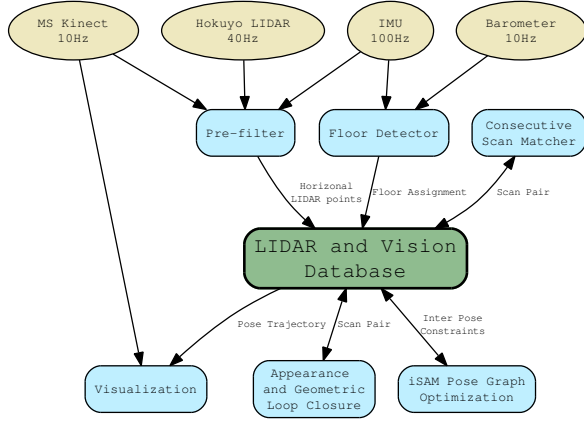 MS Kinect
10Hz
Hokuyo LIDAR
40Hz
IMU
100Hz
Barometer
10Hz
Pre-filter
Floor Detector
Consecutive
Scan Matcher
Horizonal
LIDAR points
Floor Assignment
Scan Pair
LIDAR and Vision
Database
Pose Trajectory
Scan Pair
Inter Pose
Constraints
Visualization
Appearance
and Geometric
Loop Closure
iSAM Pose Graph
Optimization